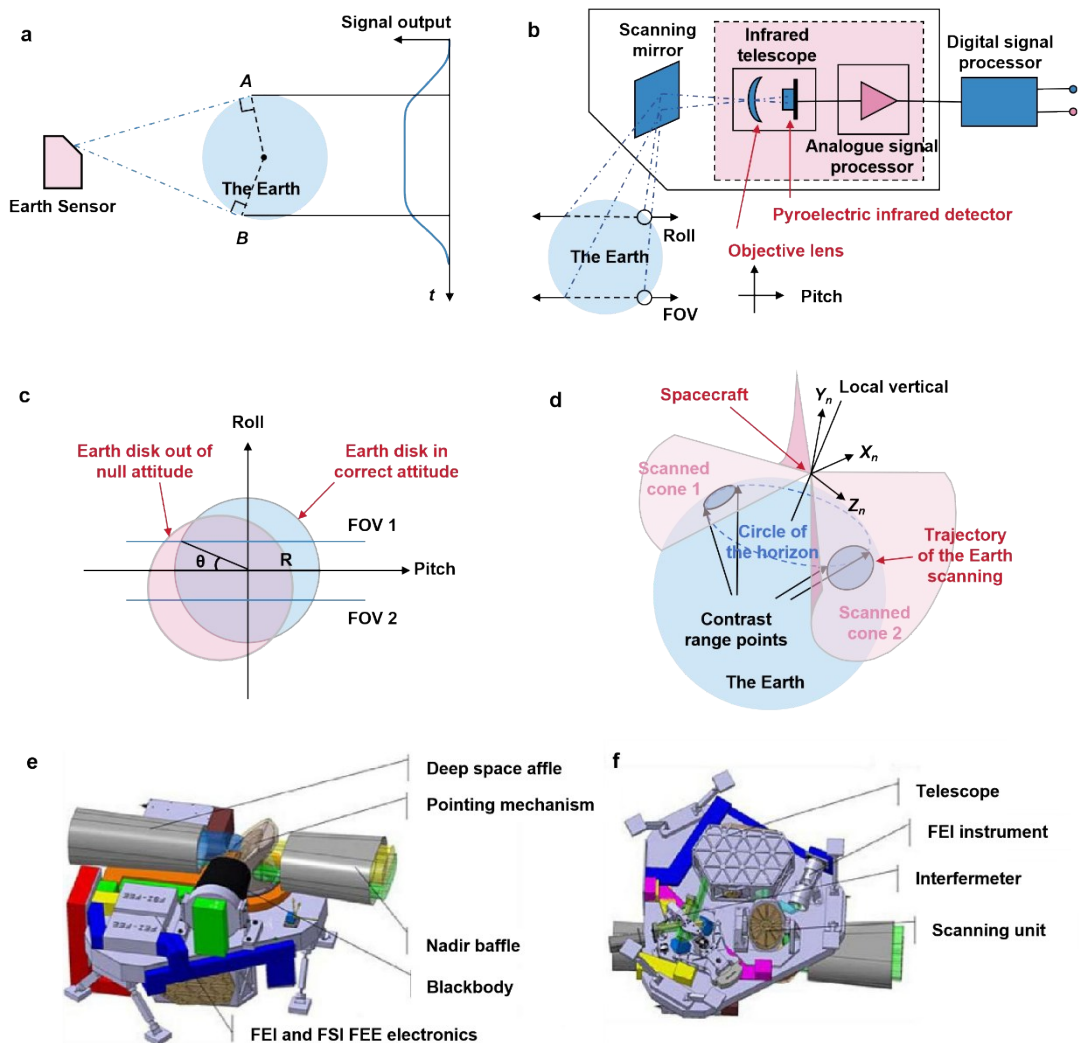 a
Signal output
A
The Earth
Earth Sensor
B
t
b
Scanning
mirror
Infrared
telescope
Digital signal
processor
Analogue signal
processor
Pyroelectric infrared detector
Roll
The Earth
Objective lens
Pitch
FOV
c
Roll
Earth disk out of
null attitude
Earth disk in
correct attitude
FOV 1
θ
R
Pitch
FOV 2
d
Spacecraft
Yn
Local vertical
Xn
Zn
Scanned
cone 1
Circle of
the horizon
Trajectory
of the Earth
scanning
Contrast
range points
Scanned
cone 2
The Earth
e
Deep space affle
Pointing mechanism
FSI-FEE
FEI-FEE
Nadir baffle
Blackbody
FEI and FSI FEE electronics
f
Telescope
FEI instrument
Interfermeter
Scanning unit